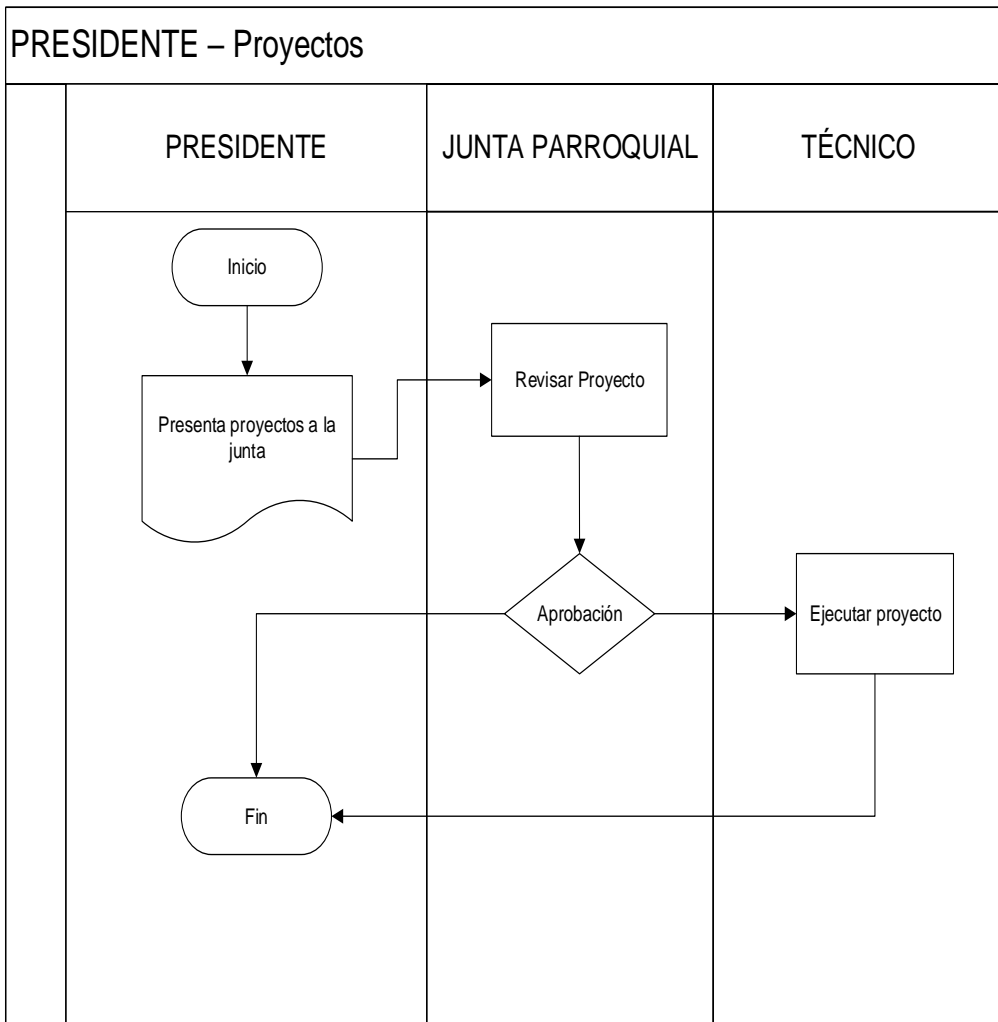 PRESIDENTE – Proyectos
PRESIDENTE
JUNTA PARROQUIAL
TÉCNICO
Inicio
Presenta proyectos a la
junta
Revisar Proyecto
Aprobación
Ejecutar proyecto
Fin